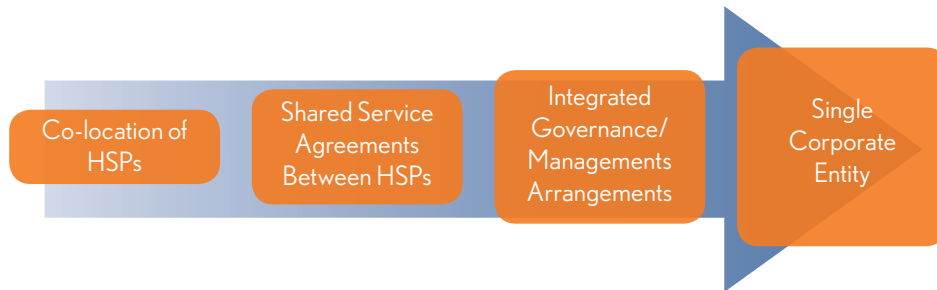 Co-location of
HSPs
Shared Service
Agreements
Between HSPs
Integrated
Governance/
Managements
Arrangements
Single
Corporate
Entity